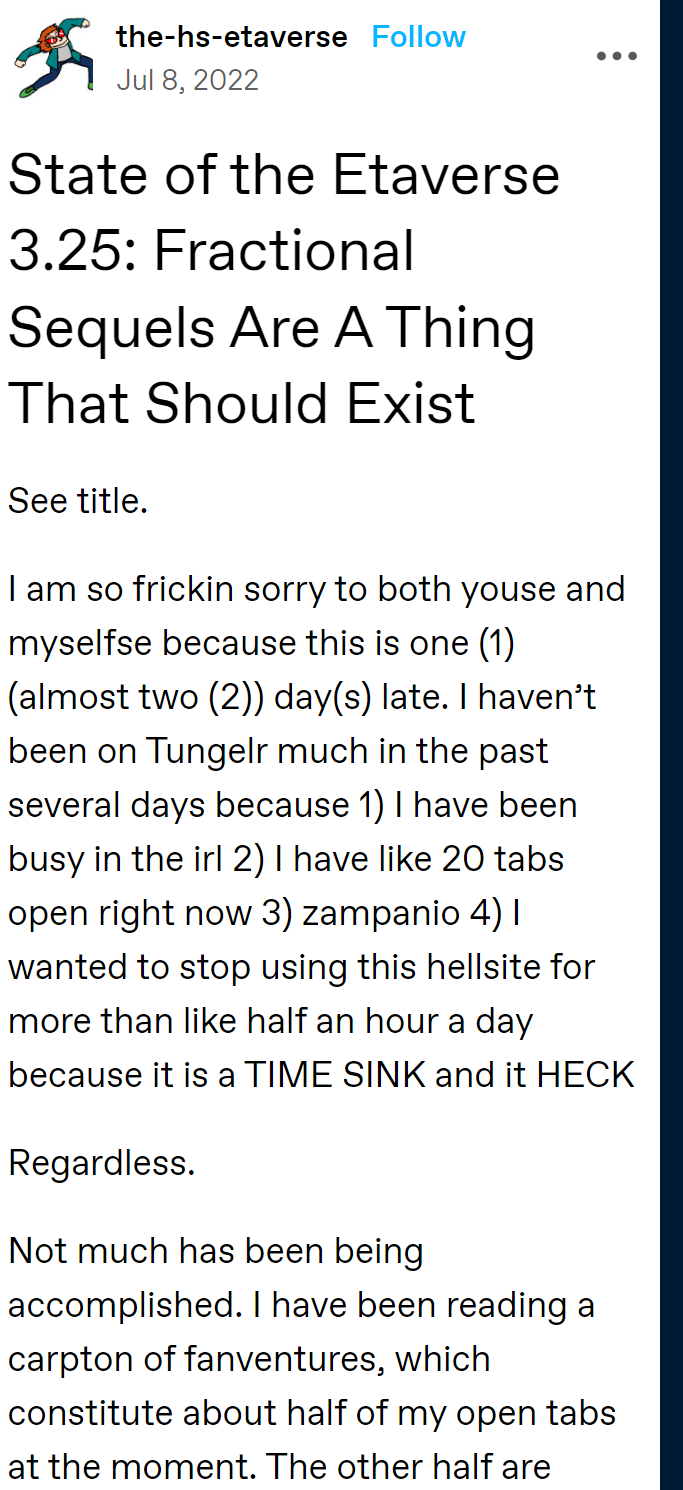 the-hs-etaverse Follow
Jul 8, 2022
State of the Etaverse
3.25: Fractional
Sequels Are A Thing
That Should Exist
See title.
I am so frickin sorry to both youse and
myselfse because this is one (1)
(almost two (2)) day(s) late. I haven’t
been on Tungelr much in the past
several days because 1) I have been
busy in the irl 2) I have like 20 tabs
open right now 3) zampanio 4) I
wanted to stop using this hellsite for
more than like half an hour a day
because it is a TIME SINK and it HECK
Regardless.
Not much has been being
accomplished. I have been reading a
carpton of fanventures, which
constitute about half of my open tabs
at the moment. The other half are